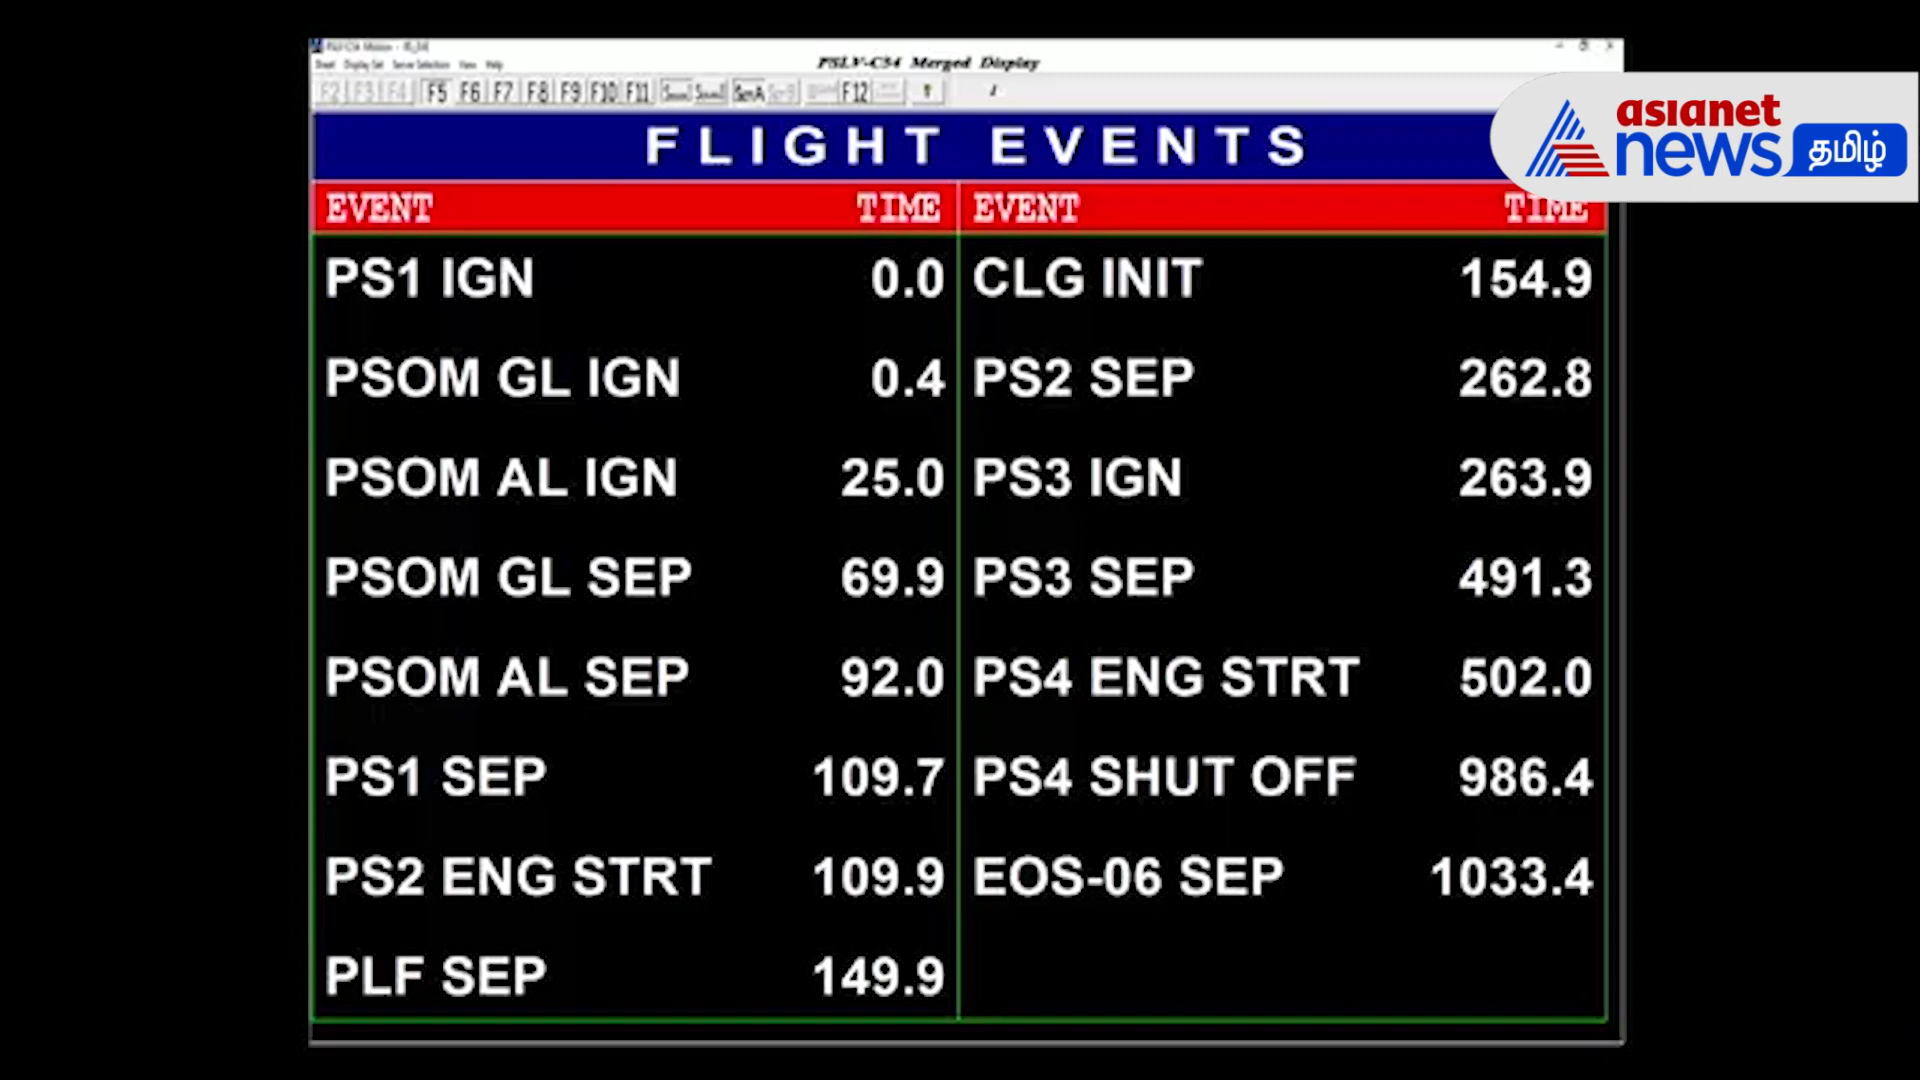 PSLV-C54 Merged Display
F2 F3 F4 F5 F6 F7 F8 F9 F10 F11 ScrA F12
asianet
news தமிழ்
FLIGHT EVENTS
EVENT TIME EVENT TIME
PS1 IGN 0.0 CLG INIT 154.9
PSOM GL IGN 0.4 PS2 SEP 262.8
PSOM AL IGN 25.0 PS3 IGN 263.9
PSOM GL SEP 69.9 PS3 SEP 491.3
PSOM AL SEP 92.0 PS4 ENG STRT 502.0
PS1 SEP 109.7 PS4 SHUT OFF 986.4
PS2 ENG STRT 109.9 EOS-06 SEP 1033.4
PLF SEP 149.9